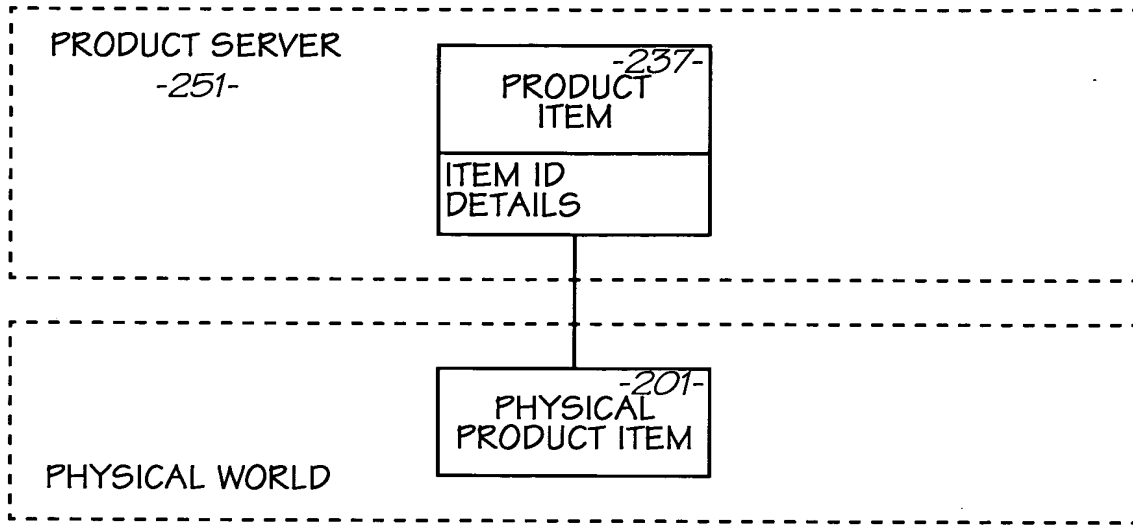 PRODUCT SERVER
-251-
-237-
PRODUCT
ITEM
ITEM ID
DETAILS
-201-
PHYSICAL
PRODUCT ITEM
PHYSICAL WORLD